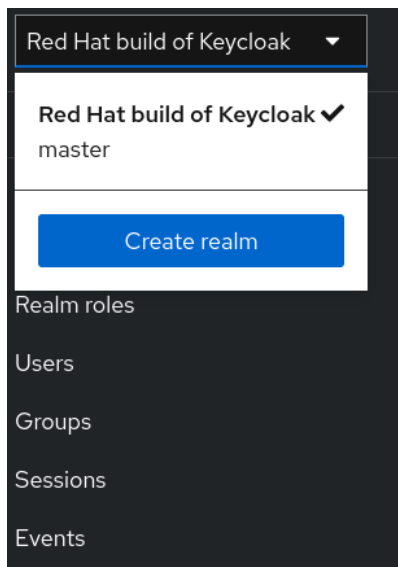 Red Hat build of Keycloak
Red Hat build of Keycloak
master
Create realm
Realm roles
Users
Groups
Sessions
Events